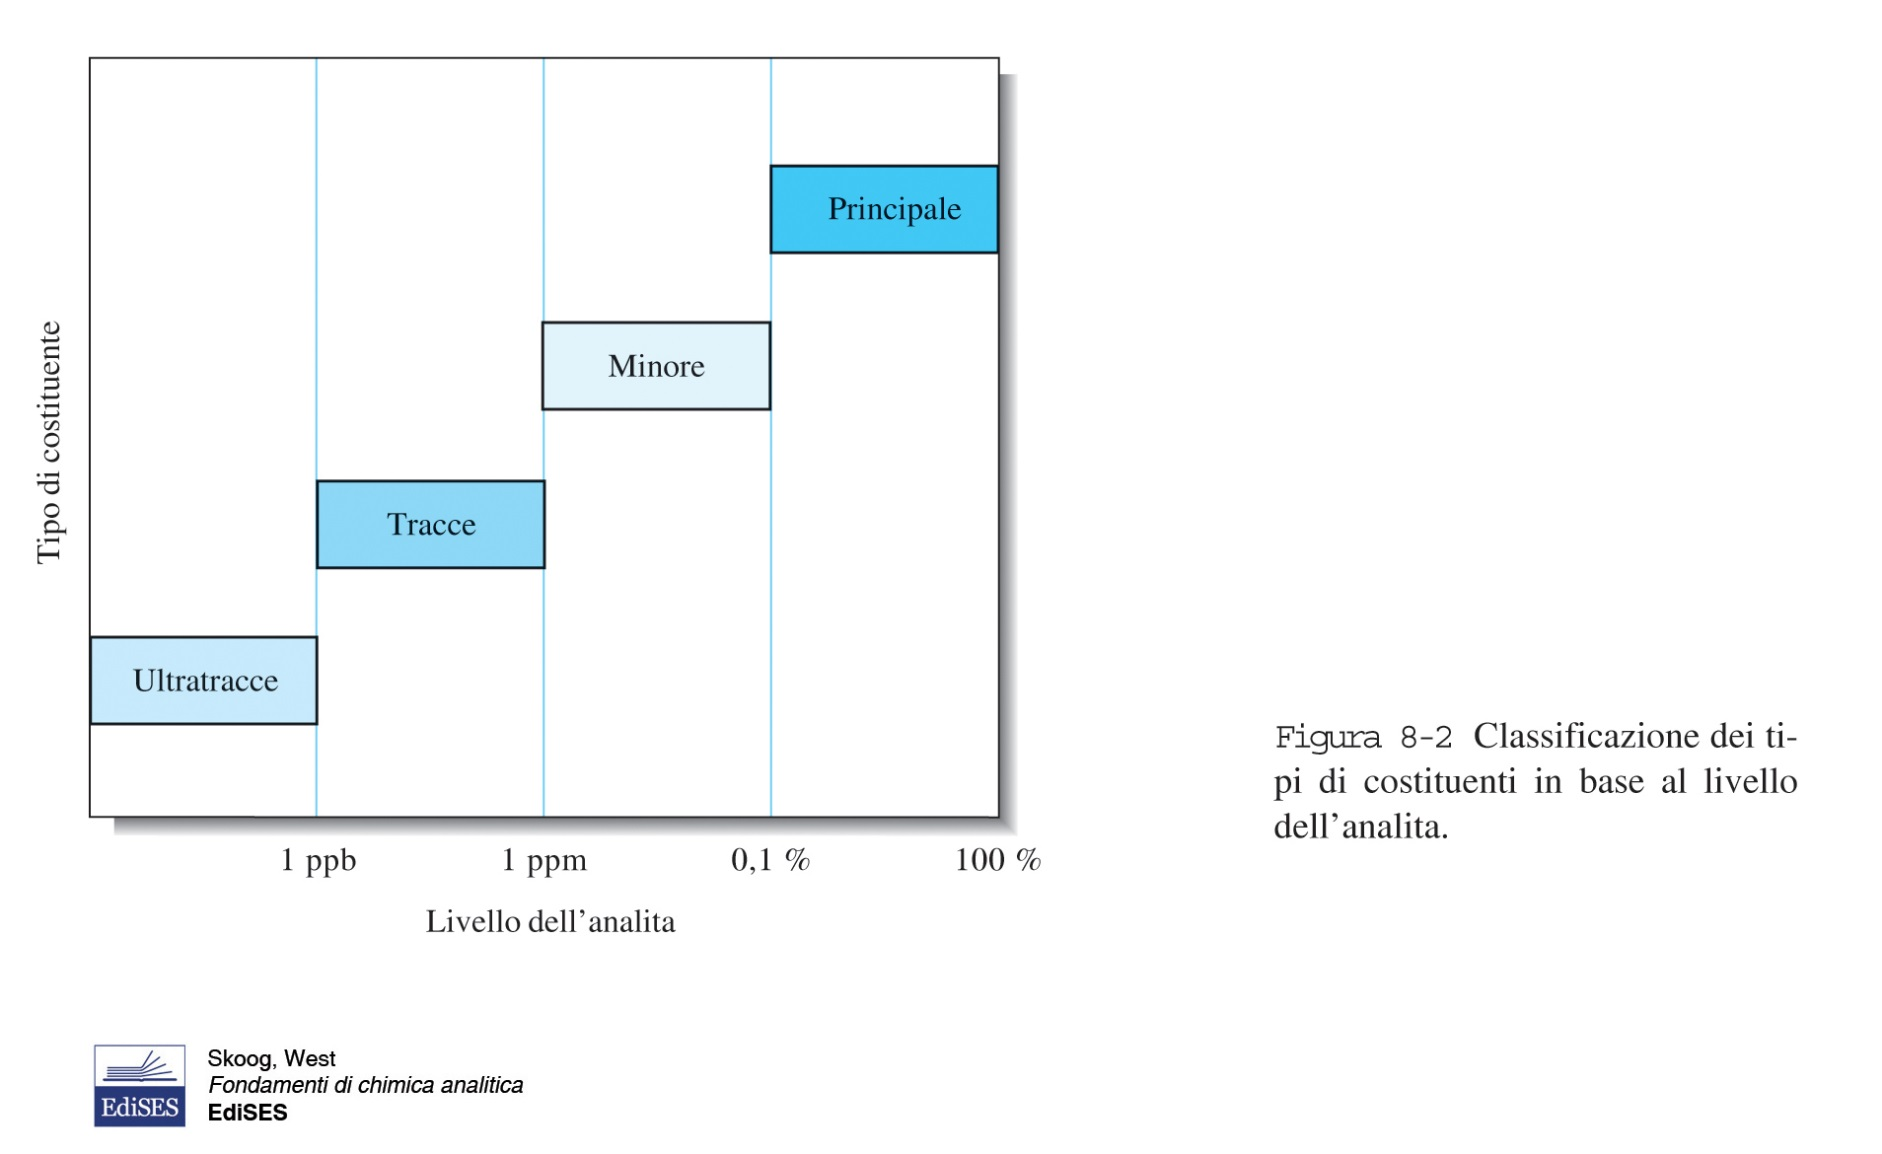 Tipo di costituente
Principale
Minore
Tracce
Ultratracce
1 ppb
1 ppm
0,1 %
100 %
Livello dell’analita
Figura 8-2 Classificazione dei ti-
pi di costituenti in base al livello
dell’analita.
EdiSES
Skoog, West
Fondamenti di chimica analitica
EdiSES